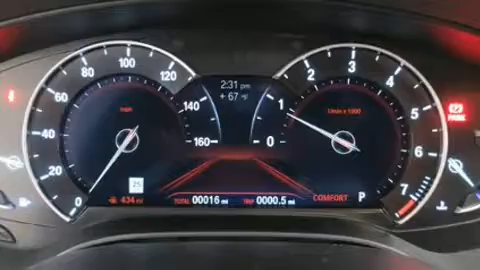 2:31 pm
+ 67 °F
mph
0
20
40
60
80
100
120
140
160
1/min x 1000
0
1
2
3
4
5
6
7
PARK
25
434 mi
TOTAL 00016 mi
TRIP 0000.5 mi
COMFORT
P